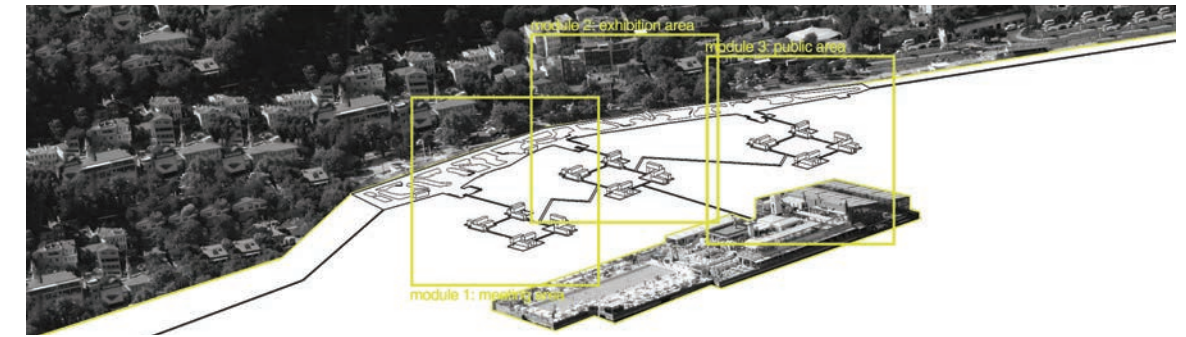 module 2: exhibition area
module 3: public area
module 1: meeting area